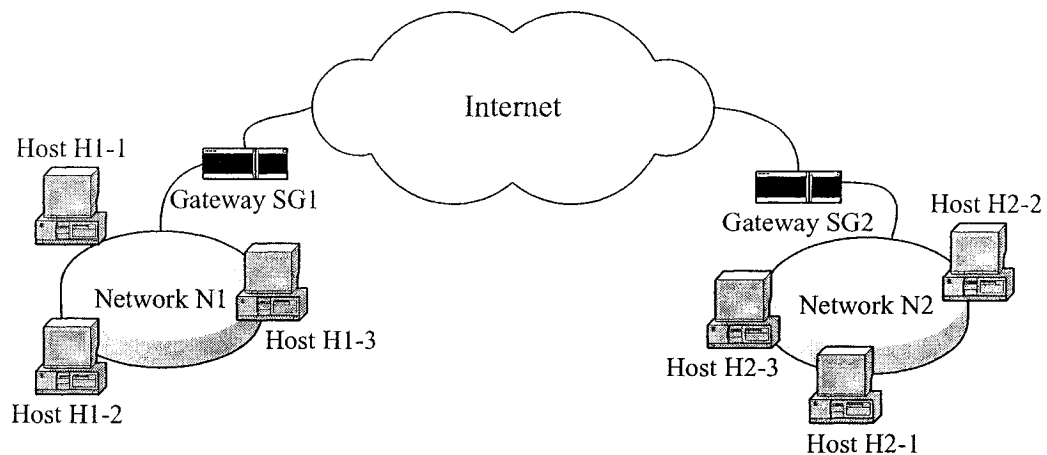 Internet
Host H1-1
Gateway SG1
Gateway SG2
Host H2-2
Network N1
Network N2
Host H1-3
Host H2-3
Host H1-2
Host H2-1